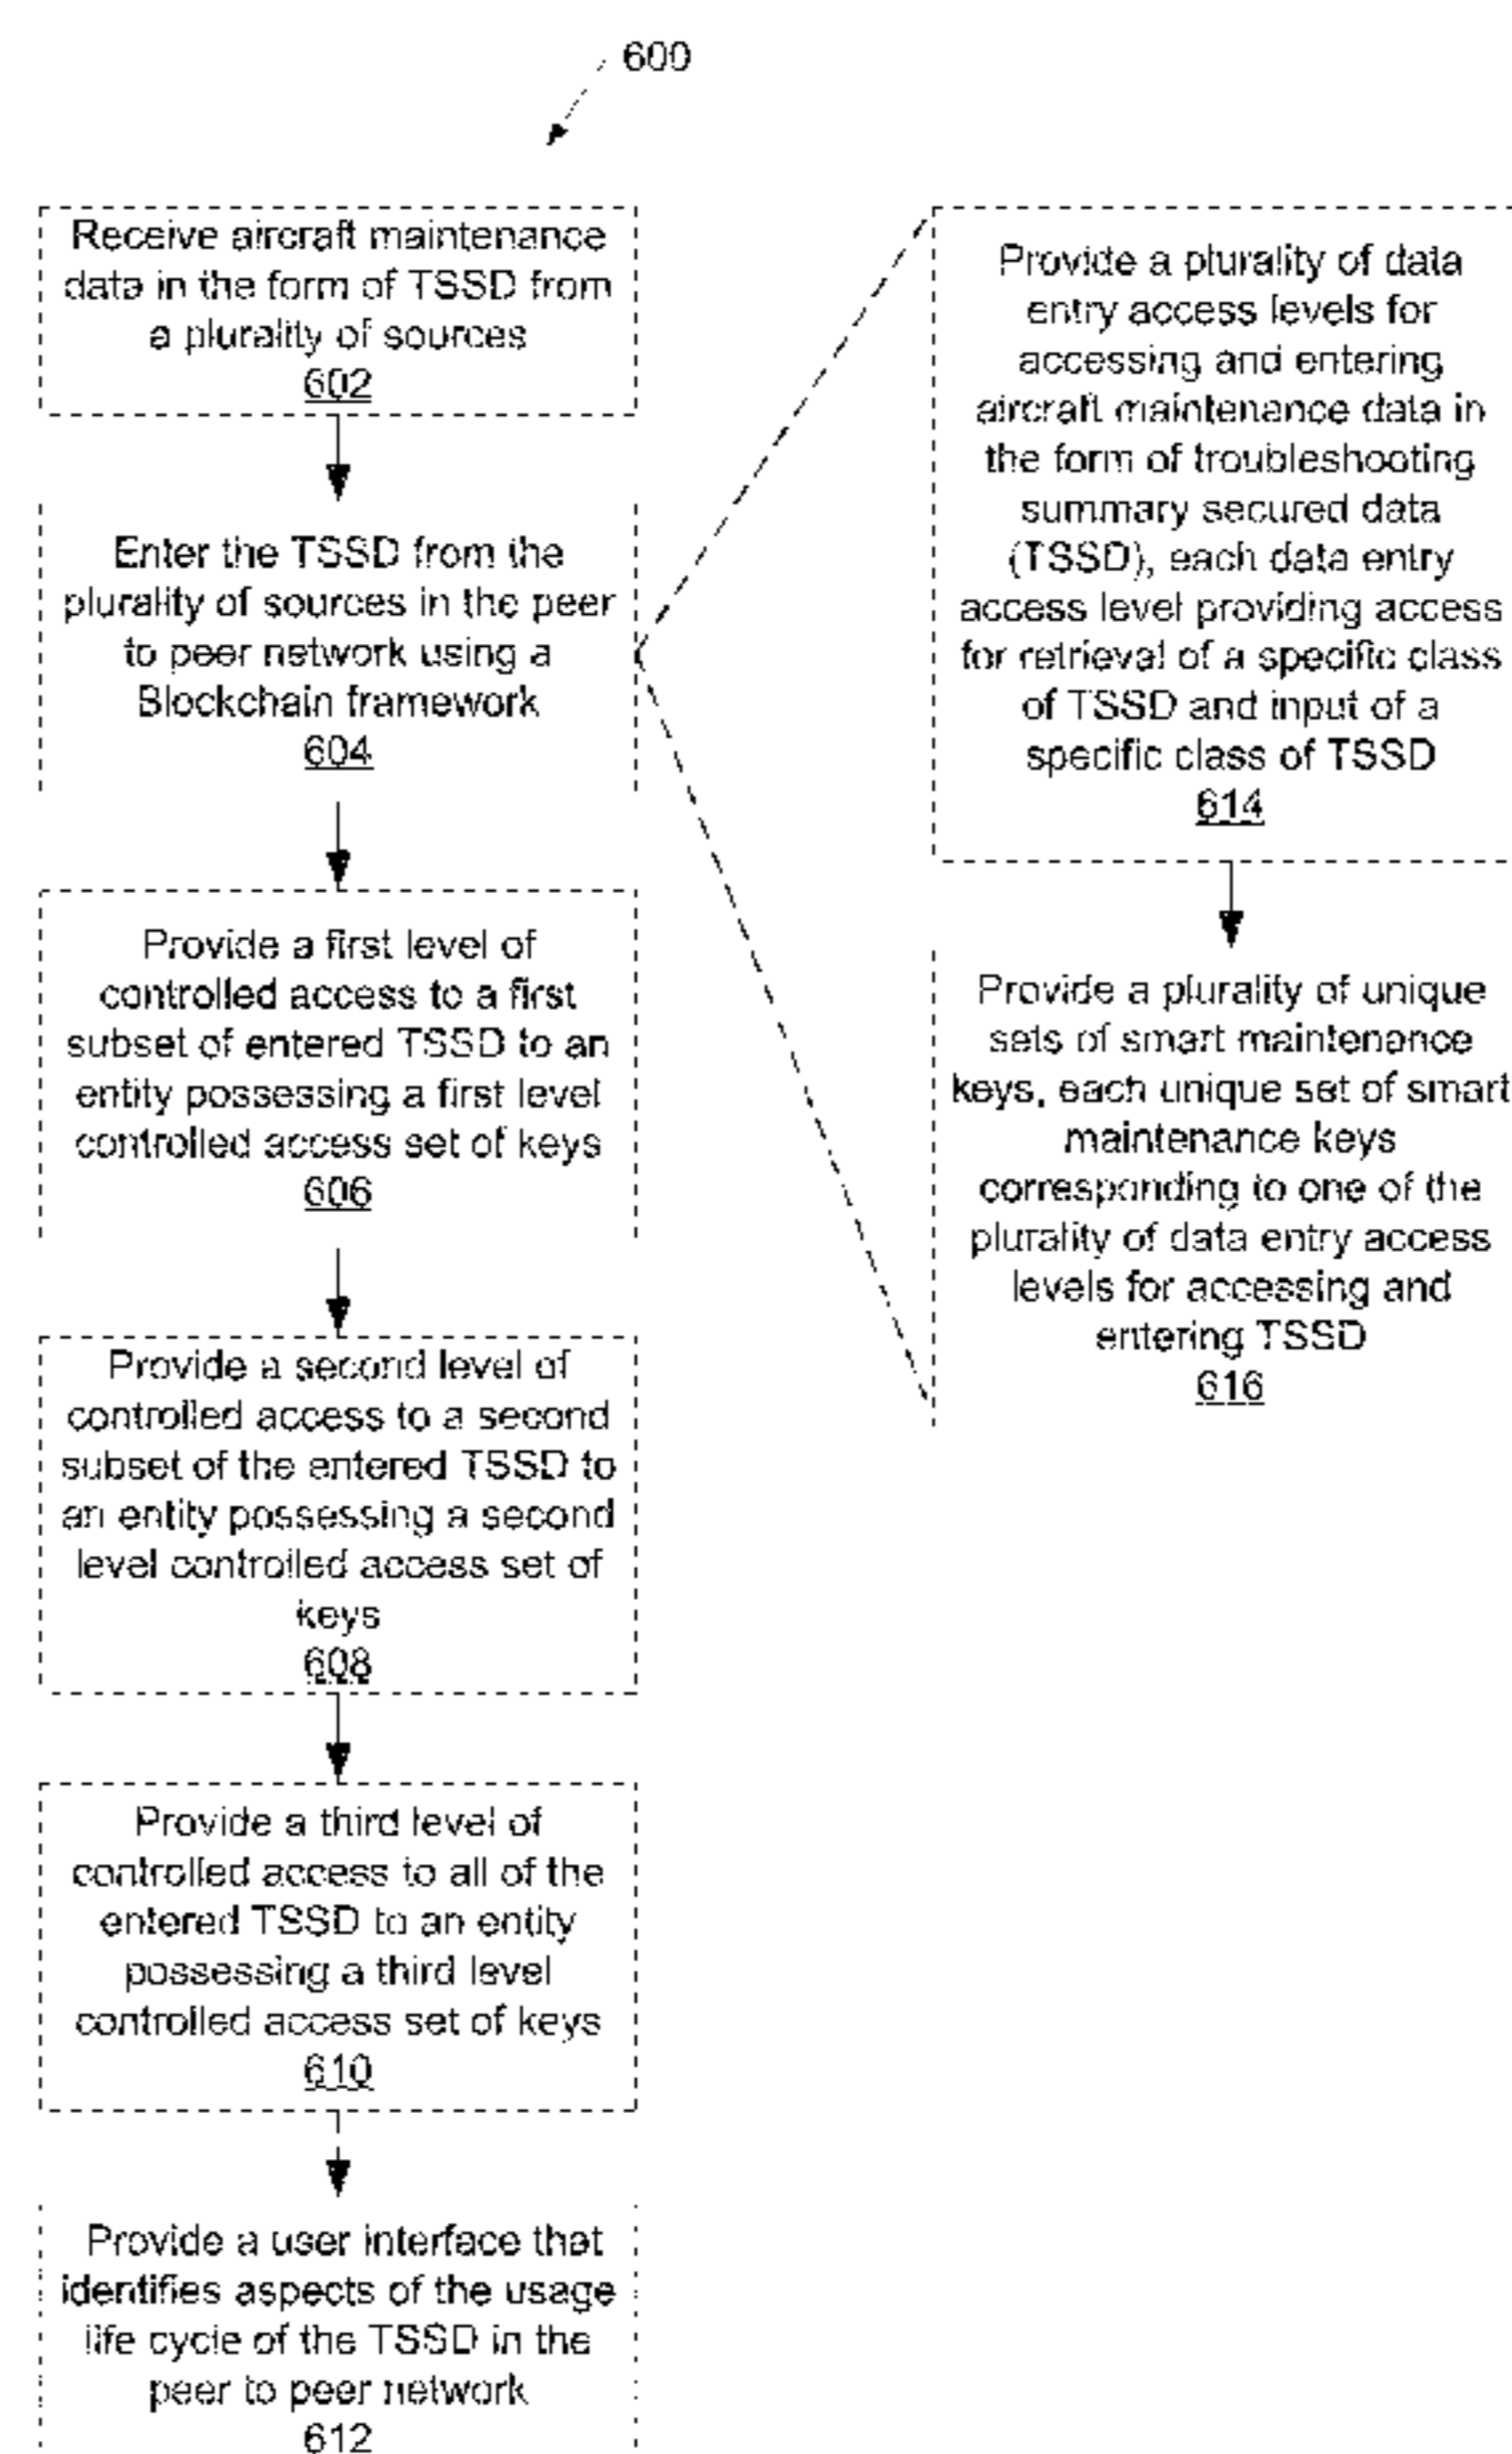 600
Receive aircraft maintenance
data in the form of TSSD from
a plurality of sources
602
Enter the TSSD from the
plurality of sources in the peer
to peer network using a
Blockchain framework
604
Provide a first level of
controlled access to a first
subset of entered TSSD to an
entity possessing a first level
controlled access set of keys
606
Provide a second level of
controlled access to a second
subset of the entered TSSD to
an entity possessing a second
level controlled access set of
keys
608
Provide a third level of
controlled access to all of the
entered TSSD to an entity
possessing a third level
controlled access set of keys
610
Provide a user interface that
identifies aspects of the usage
life cycle of the TSSD in the
peer to peer network
612
Provide a plurality of data
entry access levels for
accessing and entering
aircraft maintenance data in
the form of troubleshooting
summary secured data
(TSSD), each data entry
access level providing access
for retrieval of a specific class
of TSSD and input of a
specific class of TSSD
614
Provide a plurality of unique
sets of smart maintenance
keys, each unique set of smart
maintenance keys
corresponding to one of the
plurality of data entry access
levels for accessing and
entering TSSD
616